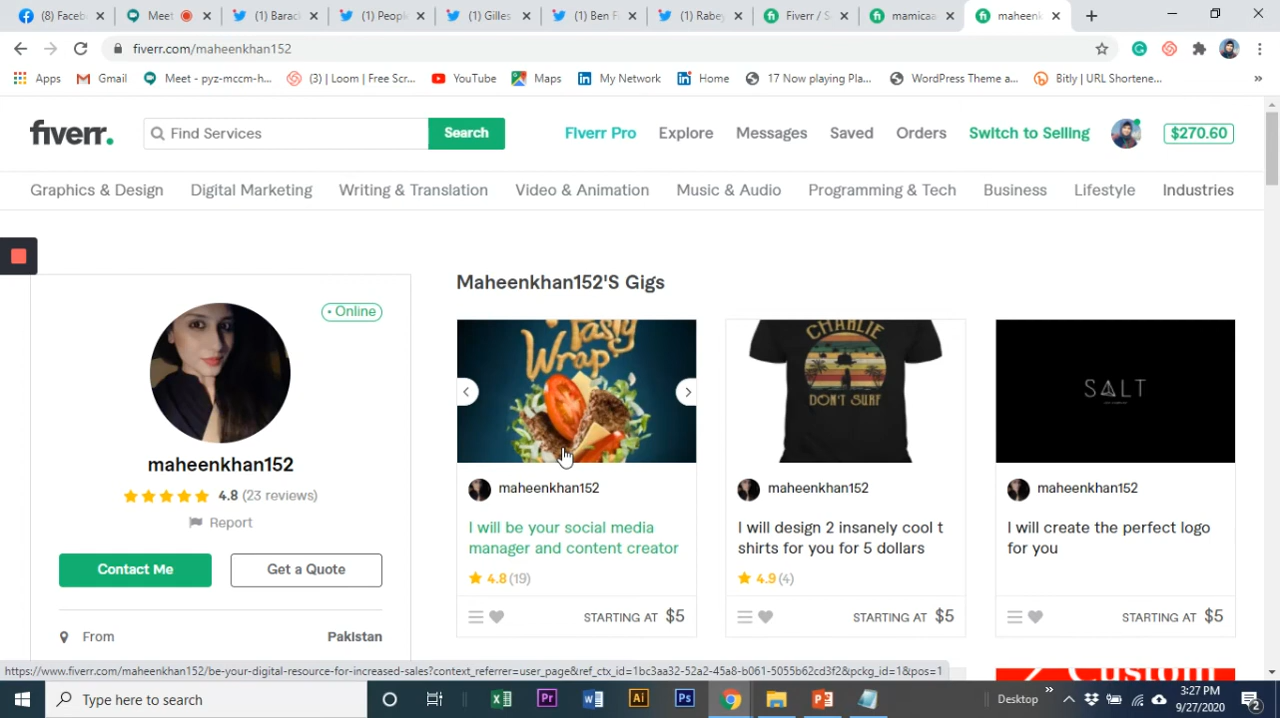 (8) Faceb
Meet
(1) Barac
(1) People
(1) Gilles
(1) Ben F
(1) Rabey
Fiverr / S
mamicaa
maheenk
fiverr.com/maheenkhan152
Apps
Gmail
Meet - pyz-mccm-h...
(3) | Loom | Free Scr...
YouTube
Maps
My Network
Home
17 Now playing Pla...
WordPress Theme a...
Bitly | URL Shortene...
»
fiverr.
Find Services
Search
Fiverr Pro
Explore
Messages
Saved
Orders
Switch to Selling
$270.60
Graphics & Design
Digital Marketing
Writing & Translation
Video & Animation
Music & Audio
Programming & Tech
Business
Lifestyle
Industries
• Online
maheenkhan152
4.8 (23 reviews)
Report
Contact Me
Get a Quote
From
Pakistan
Maheenkhan152'S Gigs
Tasty
Wrap
maheenkhan152
I will be your social media
manager and content creator
4.8 (19)
STARTING AT $5
CHARLIE
DON'T SURF
maheenkhan152
I will design 2 insanely cool t
shirts for you for 5 dollars
4.9 (4)
STARTING AT $5
SALT
maheenkhan152
I will create the perfect logo
for you
STARTING AT $5
Custom
https://www.fiverr.com/maheenkhan152/be-your-digital-resource-for-increased-sales?context_referrer=user_page&ref_ctx_id=1bc3aa32-52a2-45a8-b061-5055b62cd3f2&pckg_id=1&pos=1
Type here to search
Pr
Ai
Ps
Desktop
»
3:27 PM
9/27/2020
2